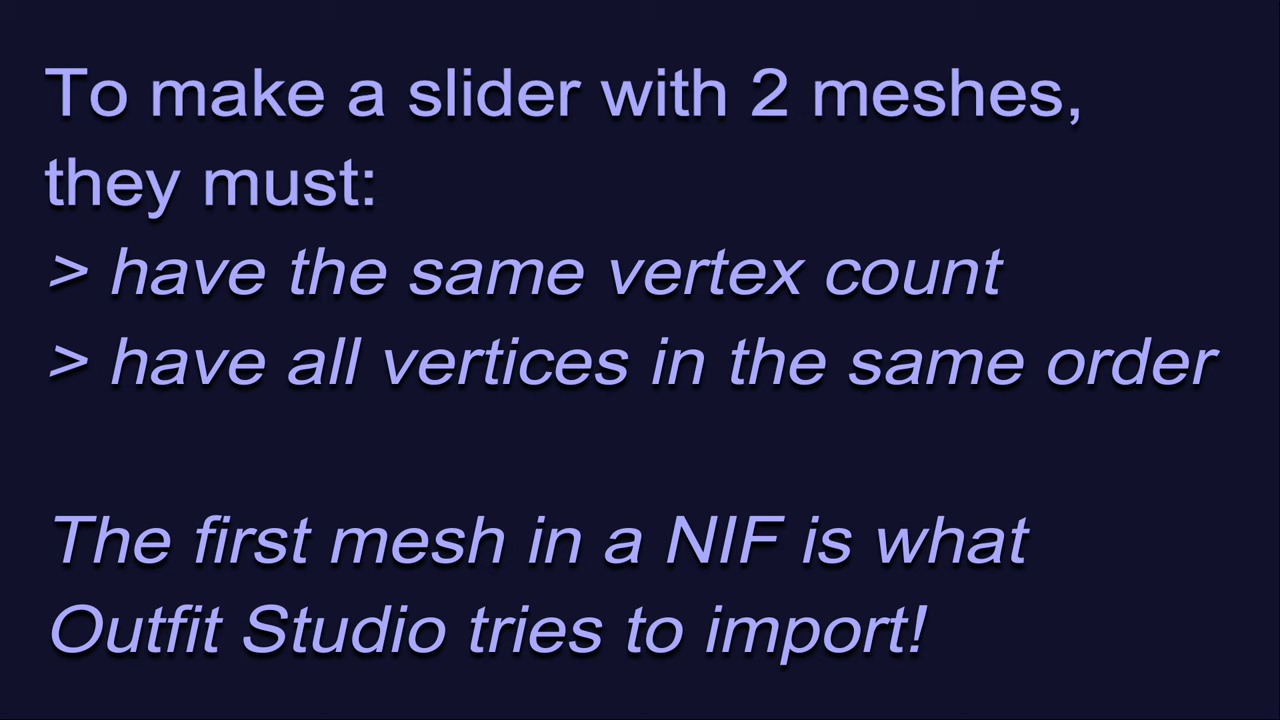 To make a slider with 2 meshes,
they must:
> have the same vertex count
> have all vertices in the same order
The first mesh in a NIF is what
Outfit Studio tries to import!